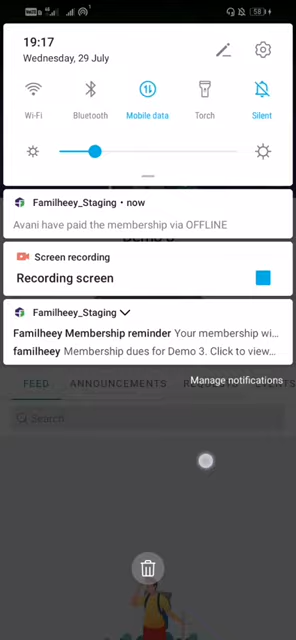 58
19:17
Wednesday, 29 July
Wi-Fi
Bluetooth
Mobile data
Torch
Silent
Familheey_Staging • now
Avani have paid the membership via OFFLINE
Screen recording
Recording screen
Familheey_Staging
Familheey Membership reminder Your membership wi...
familheey Membership dues for Demo 3. Click to view...
Manage notifications
FEED
ANNOUNCEMENTS
EVENTS
Search